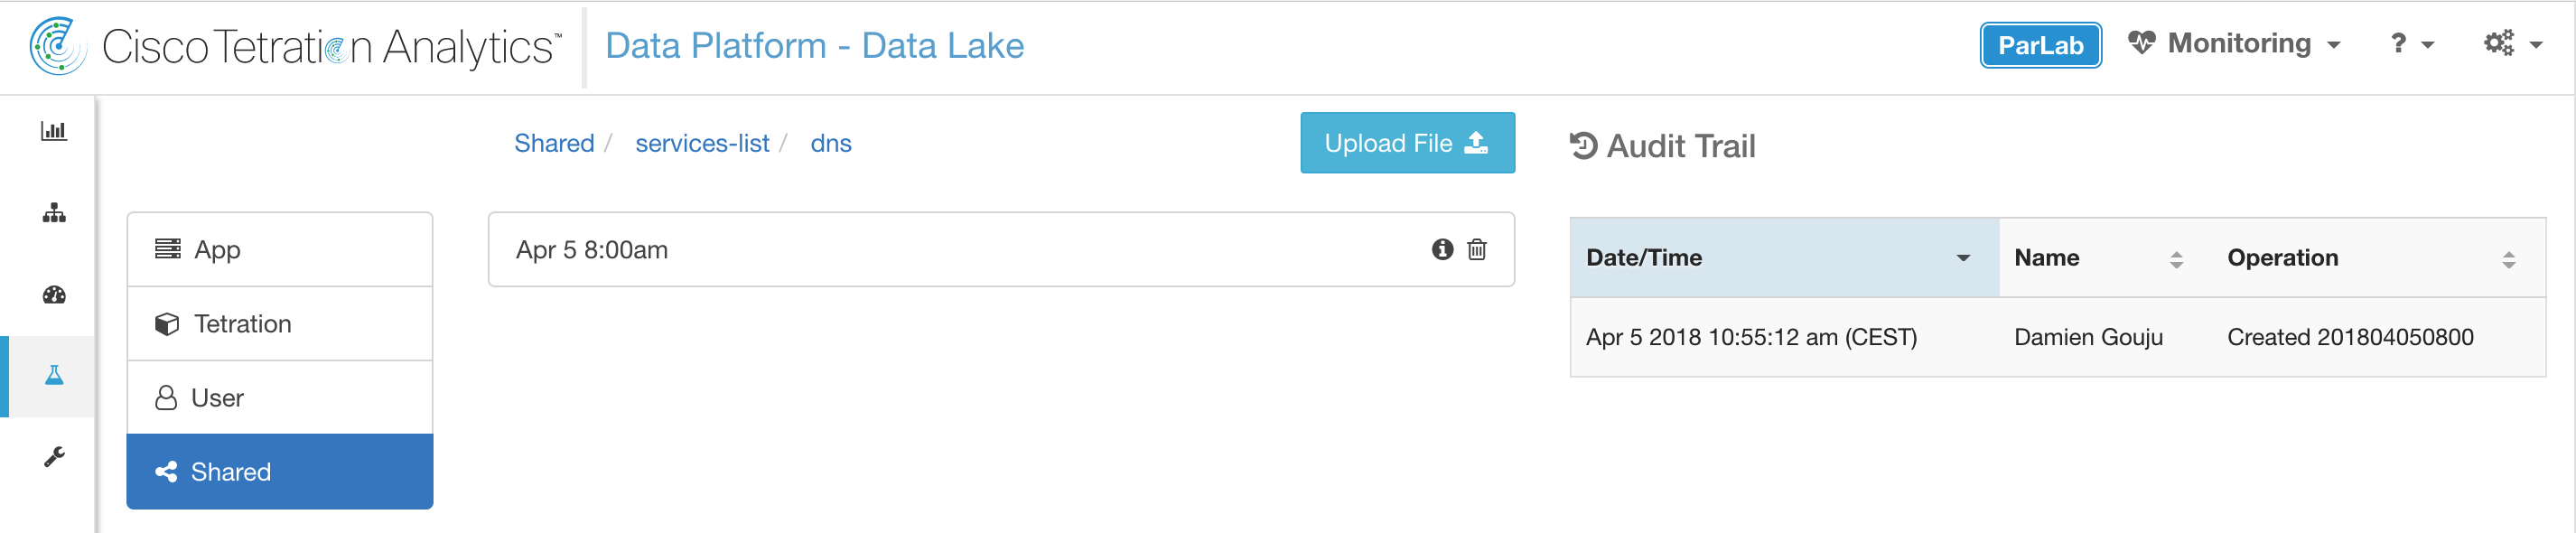 Cisco Tetration Analytics™
Data Platform - Data Lake
ParLab
Monitoring
?
Shared / services-list / dns
Upload File
Audit Trail
App
Tetration
User
Shared
Apr 5 8:00am
Date/Time Name Operation
Apr 5 2018 10:55:12 am (CEST) Damien Gouju Created 201804050800